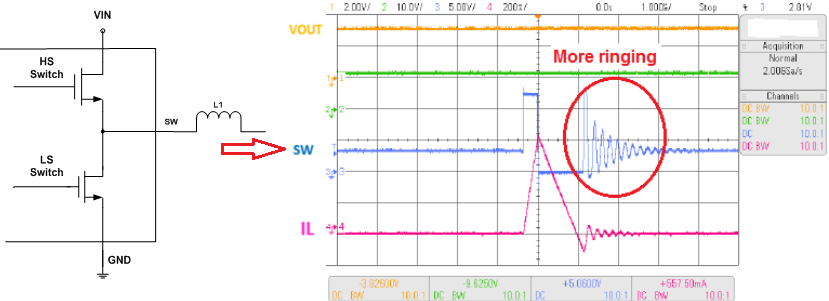 VIN
HS
Switch
L1
SW
LS
Switch
GND
1 2.00V/ 2 10.0V/ 3 5.00V/ 4 200%/ 0.0s 1.000%/ Stop 3 2.81V
VOUT
More ringing
SW
IL
Acquisition
Normal
2.00GSa/s
Channels
DC BW 10.0:1
DC BW 10.0:1
DC 10.0:1
DC BW 10.0:1
-3.92600V
DC BW 10.0:1
-9.6250V
DC BW 10.0:1
+5.0600V
DC 10.0:1
+557.50mA
DC BW 10.0:1